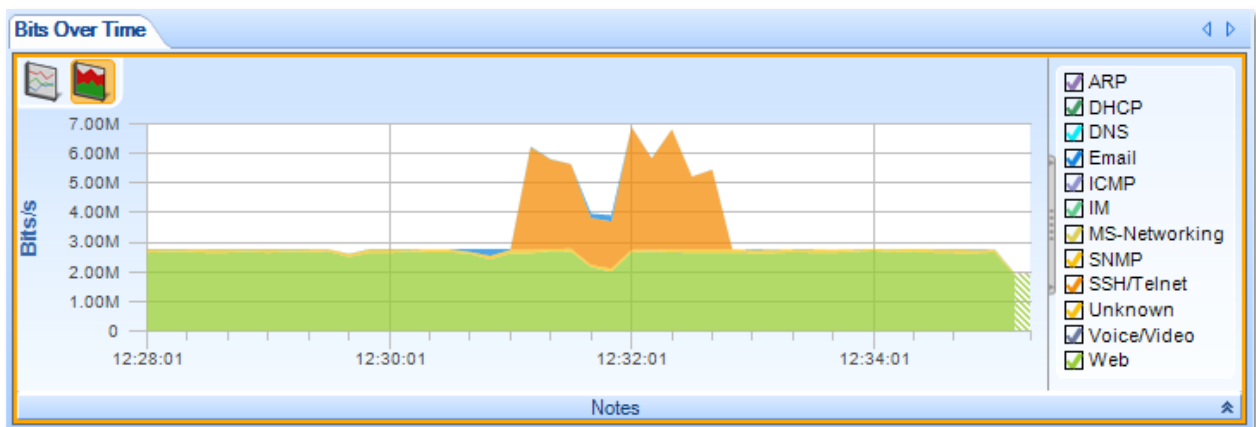 Bits Over Time
7.00M
6.00M
5.00M
4.00M
3.00M
2.00M
1.00M
0
Bits/s
12:28:01 12:30:01 12:32:01 12:34:01
ARP
DHCP
DNS
Email
ICMP
IM
MS-Networking
SNMP
SSH/Telnet
Unknown
Voice/Video
Web
Notes